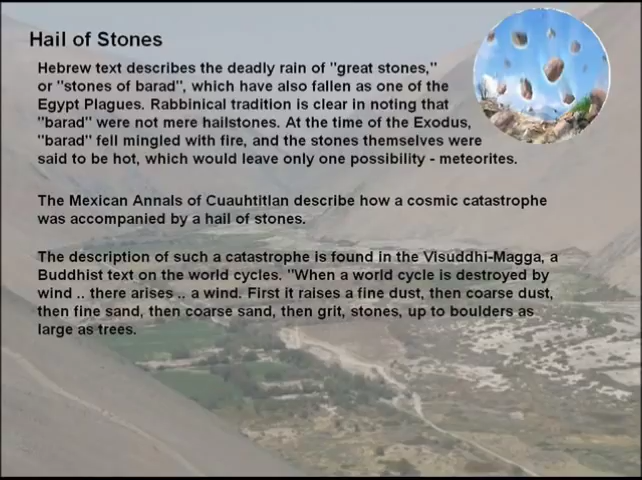 Hail of Stones
Hebrew text describes the deadly rain of "great stones,"
or "stones of barad", which have also fallen as one of the
Egypt Plagues. Rabbinical tradition is clear in noting that
"barad" were not mere hailstones. At the time of the Exodus,
"barad" fell mingled with fire, and the stones themselves were
said to be hot, which would leave only one possibility - meteorites.
The Mexican Annals of Cuauhtitlan describe how a cosmic catastrophe
was accompanied by a hail of stones.
The description of such a catastrophe is found in the Visuddhi-Magga, a
Buddhist text on the world cycles. "When a world cycle is destroyed by
wind .. there arises .. a wind. First it raises a fine dust, then coarse dust,
then fine sand, then coarse sand, then grit, stones, up to boulders as
large as trees.